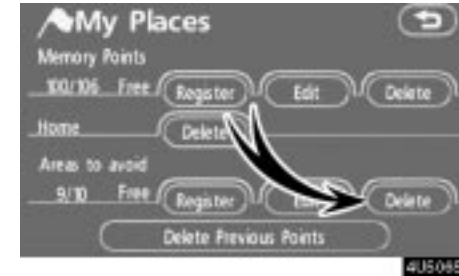 My Places
Memory Points
100/106 Free Register Edit Delete
Home Delete
Areas to avoid
9/10 Free Register Delete
Delete Previous Points
4U5065